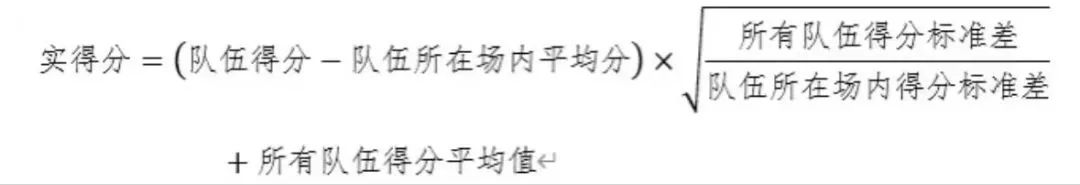 实得分 = (队伍得分 − 队伍所在场内平均分) × √(所有队伍得分标准差 / 队伍所在场内得分标准差)
+ 所有队伍得分平均值↵